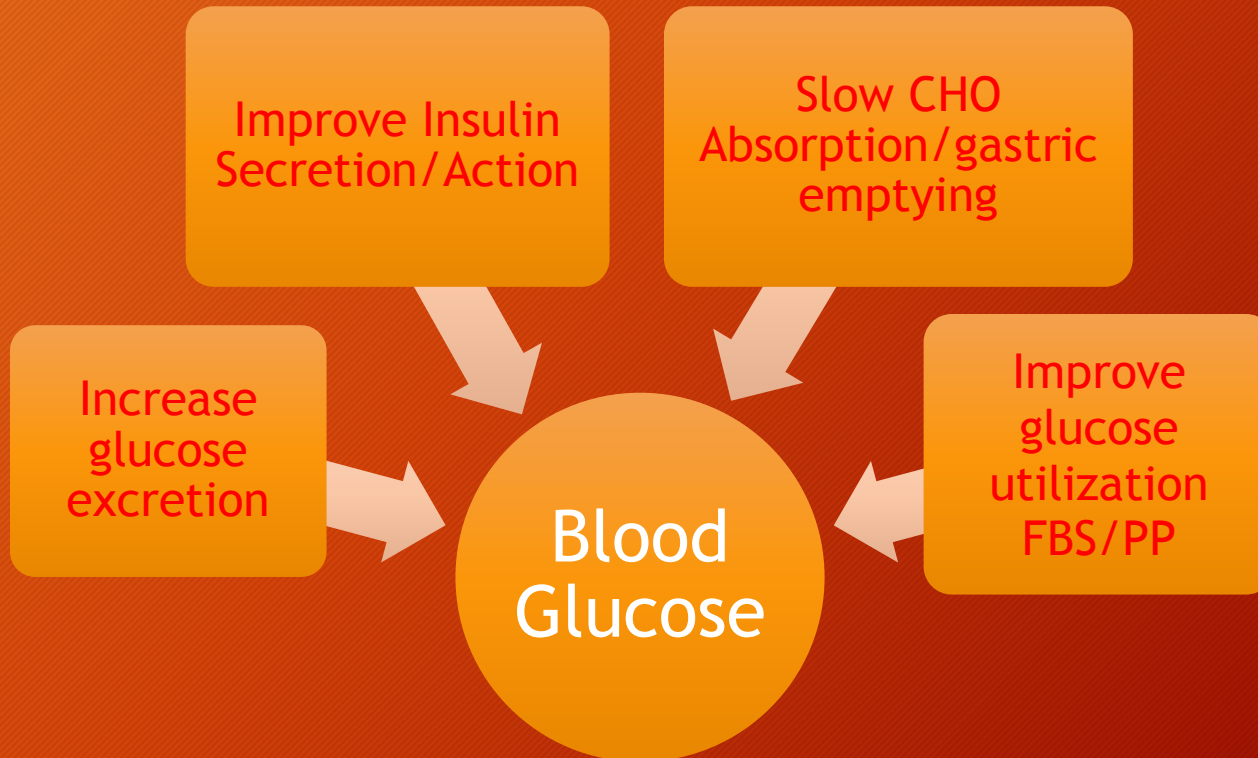 Improve Insulin
Secretion/Action
Slow CHO
Absorption/gastric
emptying
Increase
glucose
excretion
Improve
glucose
utilization
FBS/PP
Blood
Glucose